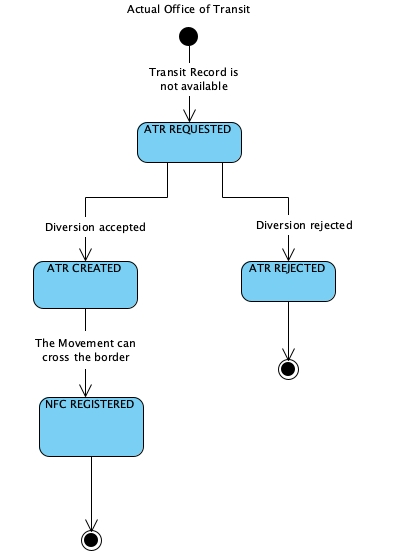 Actual Office of Transit
Transit Record is
not available
ATR REQUESTED
Diversion accepted
Diversion rejected
ATR CREATED
ATR REJECTED
The Movement can
cross the border
NFC REGISTERED